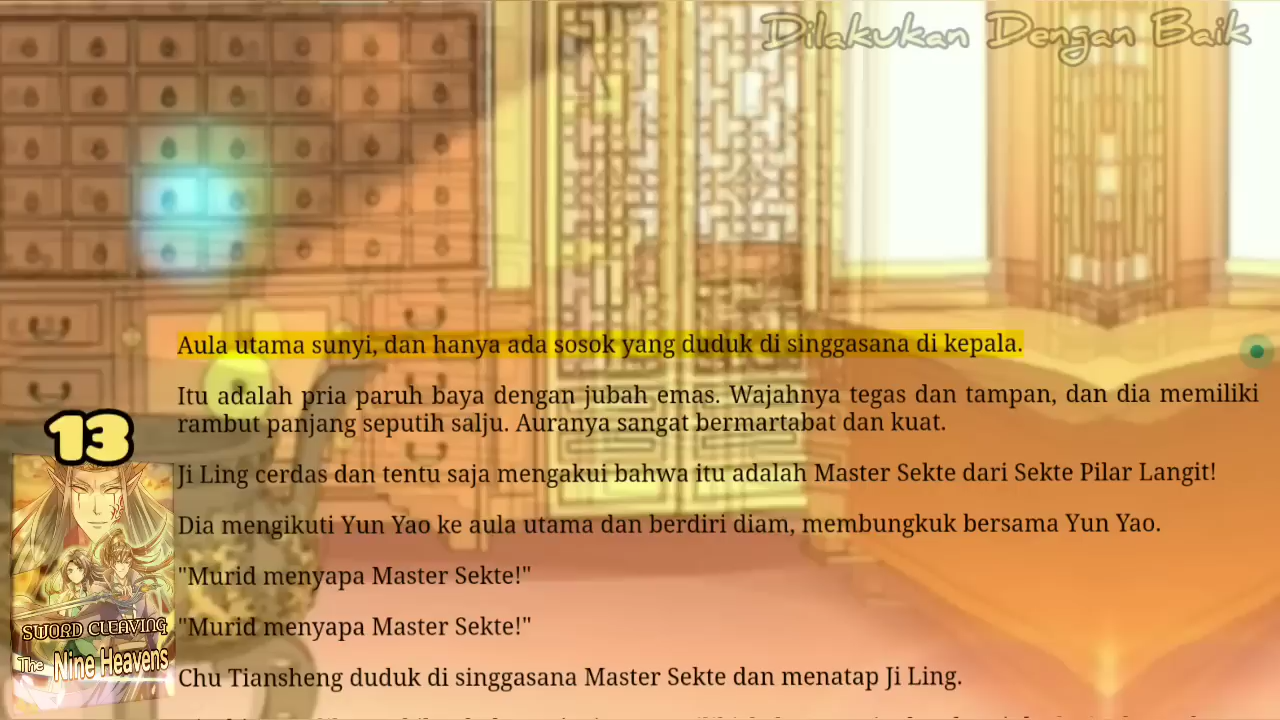 Dilakukan Dengan Baik
Aula utama sunyi, dan hanya ada sosok yang duduk di singgasana di kepala.
Itu adalah pria paruh baya dengan jubah emas. Wajahnya tegas dan tampan, dan dia memiliki
rambut panjang seputih salju. Auranya sangat bermartabat dan kuat.
Ji Ling cerdas dan tentu saja mengakui bahwa itu adalah Master Sekte dari Sekte Pilar Langit!
Dia mengikuti Yun Yao ke aula utama dan berdiri diam, membungkuk bersama Yun Yao.
"Murid menyapa Master Sekte!"
"Murid menyapa Master Sekte!"
Chu Tiansheng duduk di singgasana Master Sekte dan menatap Ji Ling.
13
SWORD CLEAVING
The Nine Heavens